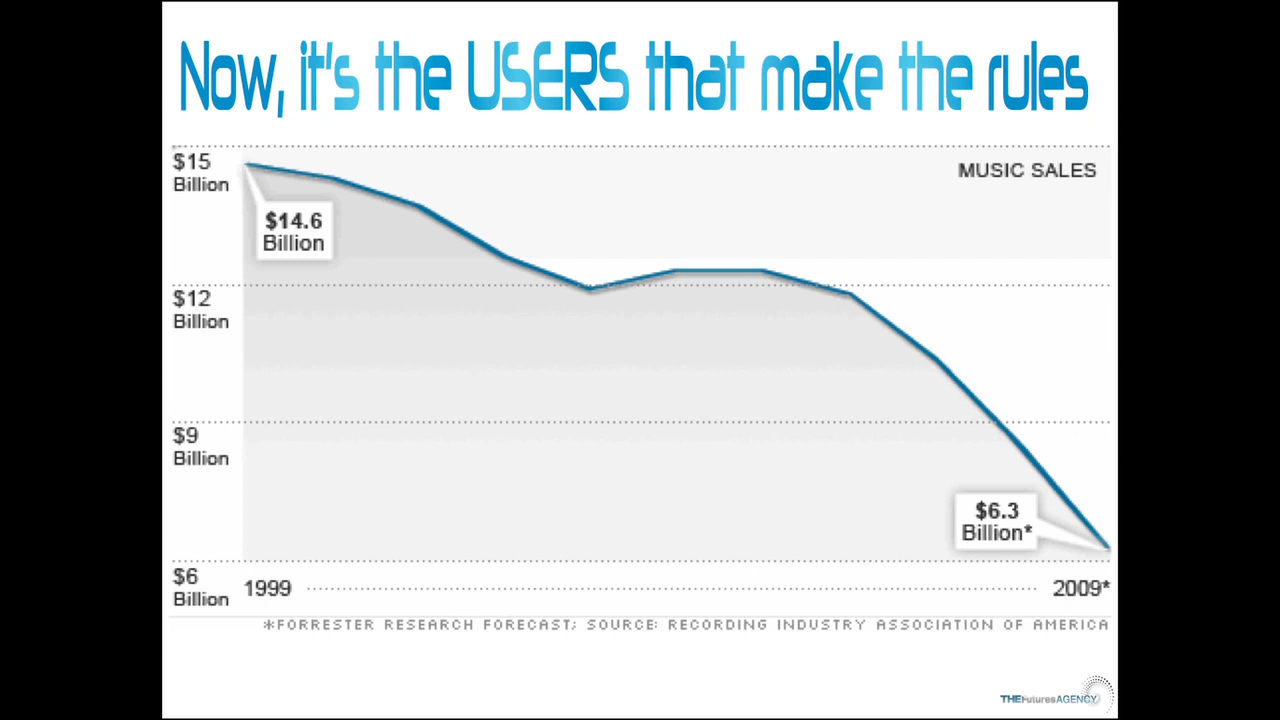 Now, it's the USERS that make the rules
$15
Billion
MUSIC SALES
$14.6
Billion
$12
Billion
$9
Billion
$6.3
Billion*
$6
Billion
1999
2009*
*FORRESTER RESEARCH FORECAST; SOURCE: RECORDING INDUSTRY ASSOCIATION OF AMERICA
THEFuturesAGENCY